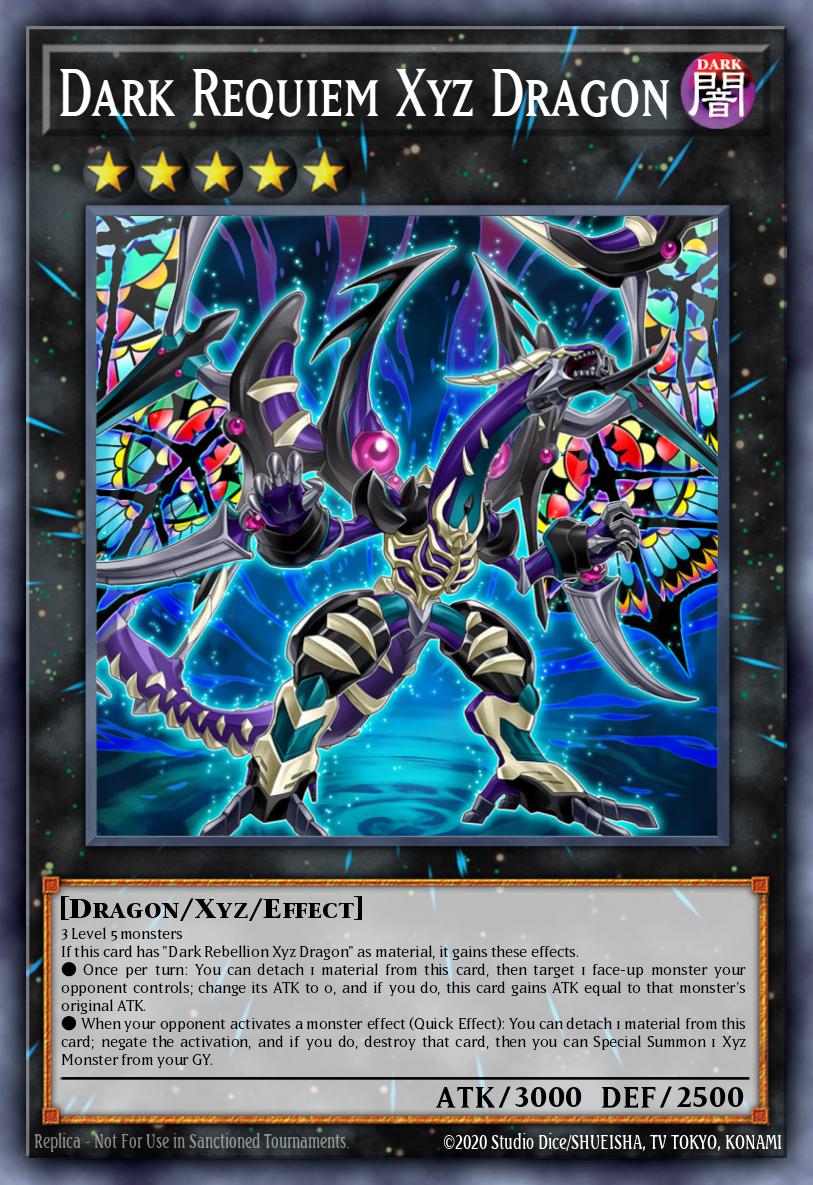 Dark Requiem Xyz Dragon
DARK
闇
[Dragon/Xyz/Effect]
3 Level 5 monsters
If this card has "Dark Rebellion Xyz Dragon" as material, it gains these effects.
● Once per turn: You can detach 1 material from this card, then target 1 face-up monster your
opponent controls; change its ATK to 0, and if you do, this card gains ATK equal to that monster's
original ATK.
● When your opponent activates a monster effect (Quick Effect): You can detach 1 material from this
card; negate the activation, and if you do, destroy that card, then you can Special Summon 1 Xyz
Monster from your GY.
ATK/3000 DEF/2500
Replica - Not For Use in Sanctioned Tournaments.
©2020 Studio Dice/SHUEISHA, TV TOKYO, KONAMI